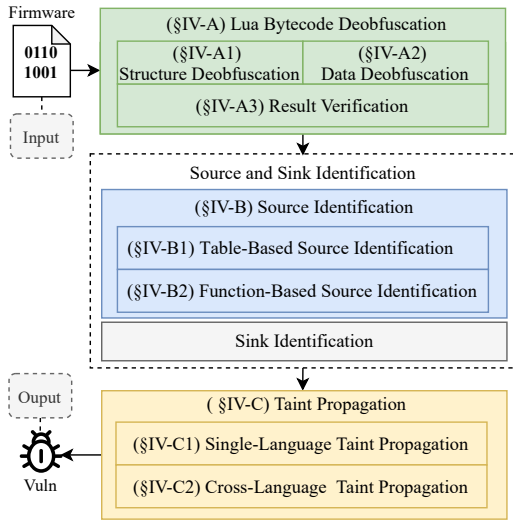 Firmware
0110
1001
Input
(§IV-A) Lua Bytecode Deobfuscation
(§IV-A1)
Structure Deobfuscation
(§IV-A2)
Data Deobfuscation
(§IV-A3) Result Verification
Source and Sink Identification
(§IV-B) Source Identification
(§IV-B1) Table-Based Source Identification
(§IV-B2) Function-Based Source Identification
Sink Identification
( §IV-C) Taint Propagation
(§IV-C1) Single-Language Taint Propagation
(§IV-C2) Cross-Language Taint Propagation
Ouput
Vuln